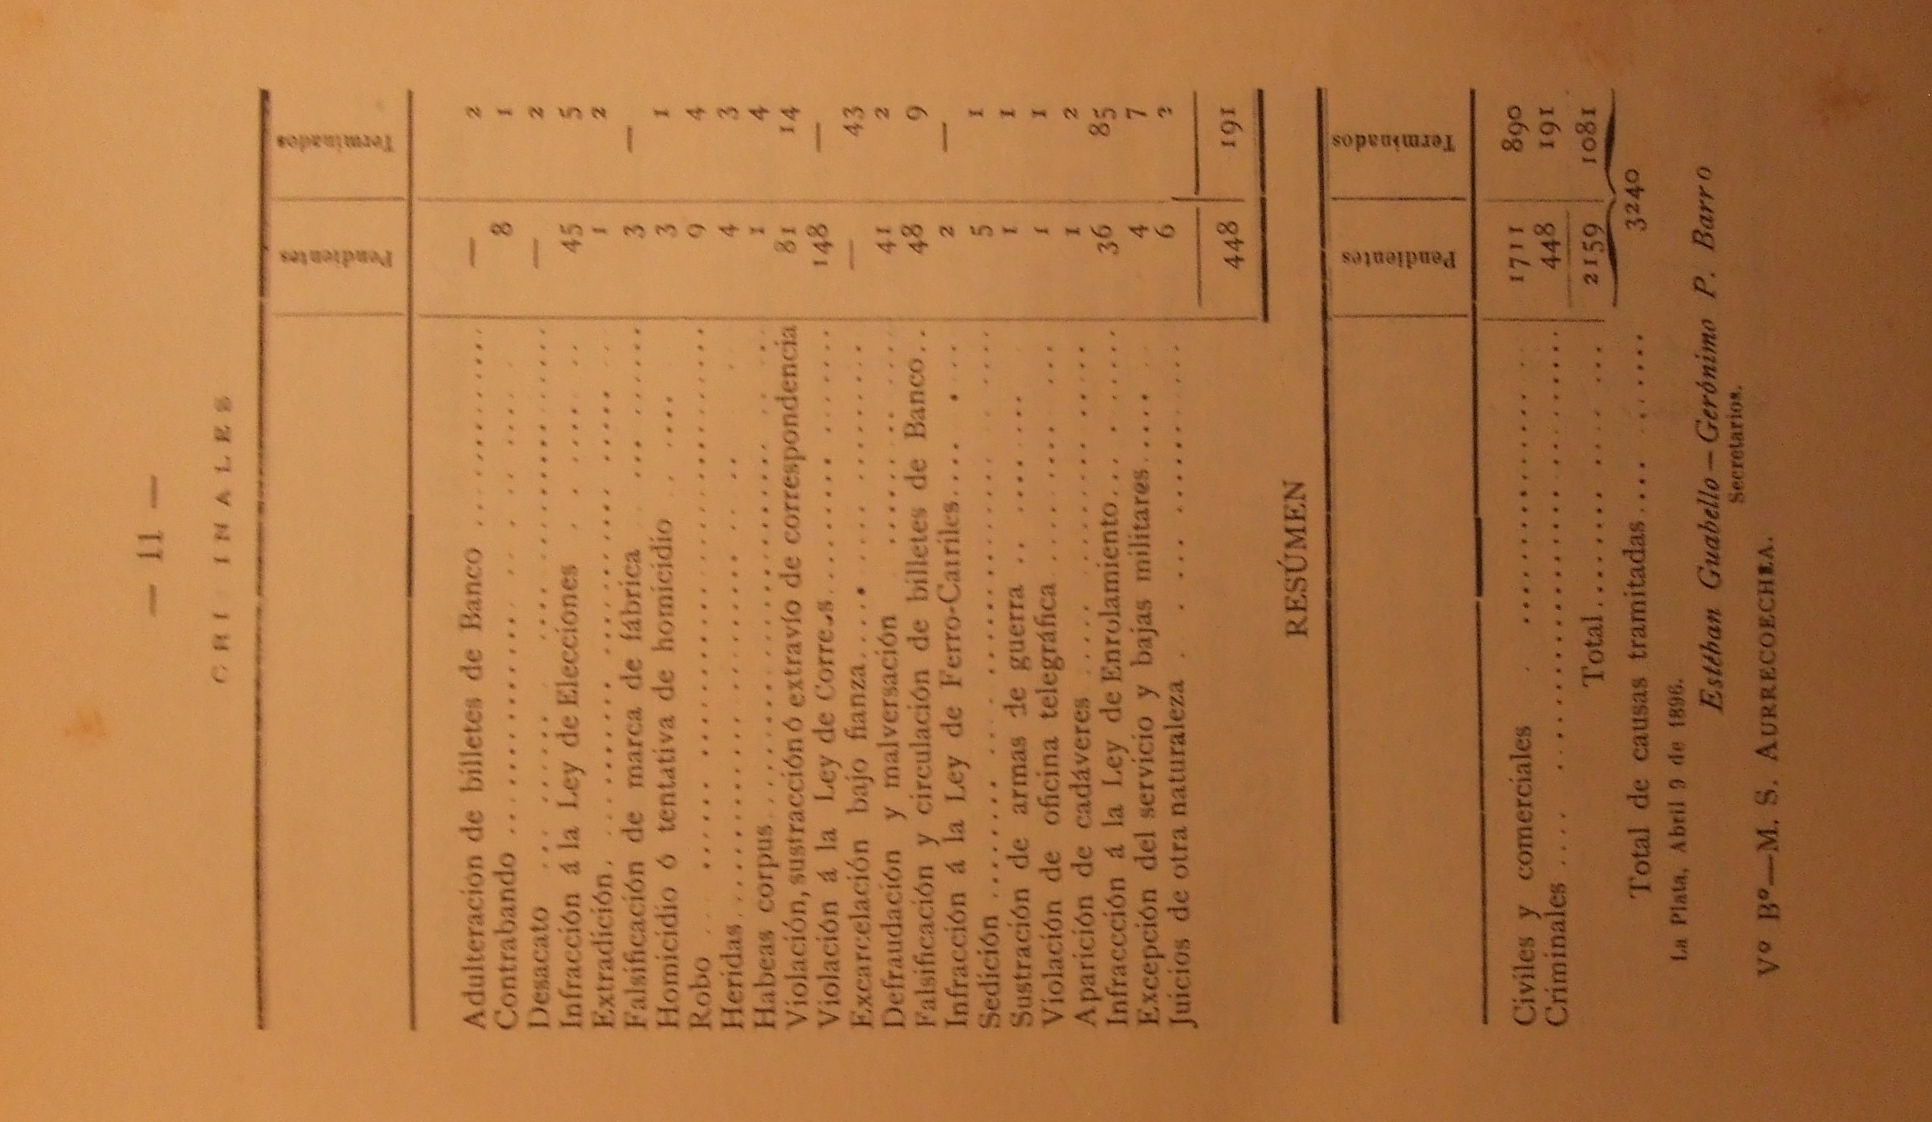 — 11 —
CRI INALES
Pendientes Terminados
Adulteración de billetes de Banco .......... — 2
Contrabando .......... 8 1
Desacato .......... — 2
Infracción á la Ley de Elecciones .......... 45 5
Extradición .......... 1 2
Falsificación de marca de fábrica .......... 3 —
Homicidio ó tentativa de homicidio .......... 3 1
Robo .......... 9 4
Heridas .......... 4 3
Habeas corpus .......... 1 4
Violación, sustracción ó extravío de correspondencia 81 14
Violación á la Ley de Correos .......... 148 —
Excarcelación bajo fianza .......... — 43
Defraudación y malversación .......... 41 2
Falsificación y circulación de billetes de Banco... 48 9
Infracción á la Ley de Ferro-Carriles .......... 2 —
Sedición .......... 5 1
Sustración de armas de guerra .......... 1 1
Violación de oficina telegráfica .......... 1 1
Aparición de cadáveres .......... 1 2
Infracción á la Ley de Enrolamiento .......... 36 85
Excepción del servicio y bajas militares .......... 4 7
Juicios de otra naturaleza .......... 6 2
448 191
RESÚMEN
Pendientes Terminados
Civiles y comerciales .......... 1711 890
Criminales .......... 448 191
Total .......... 2159 1081
Total de causas tramitadas .......... 3240
La Plata, Abril 9 de 1896.
Estéban Guabello—Gerónimo P. Barro
Secretarios.
Vº Bº—M. S. AURRECOECHEA.